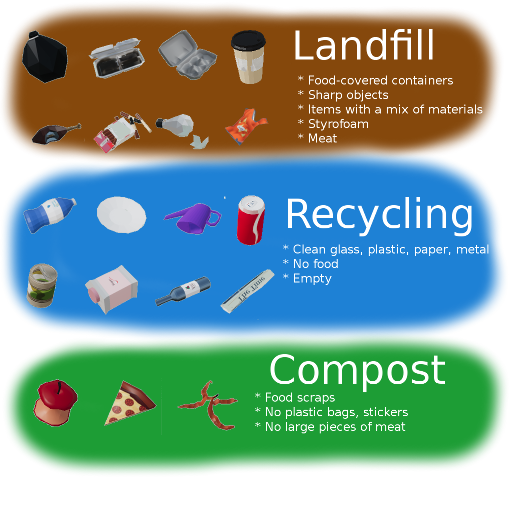 Landfill
* Food-covered containers
* Sharp objects
* Items with a mix of materials
* Styrofoam
* Meat
Recycling
* Clean glass, plastic, paper, metal
* No food
* Empty
Compost
* Food scraps
* No plastic bags, stickers
* No large pieces of meat